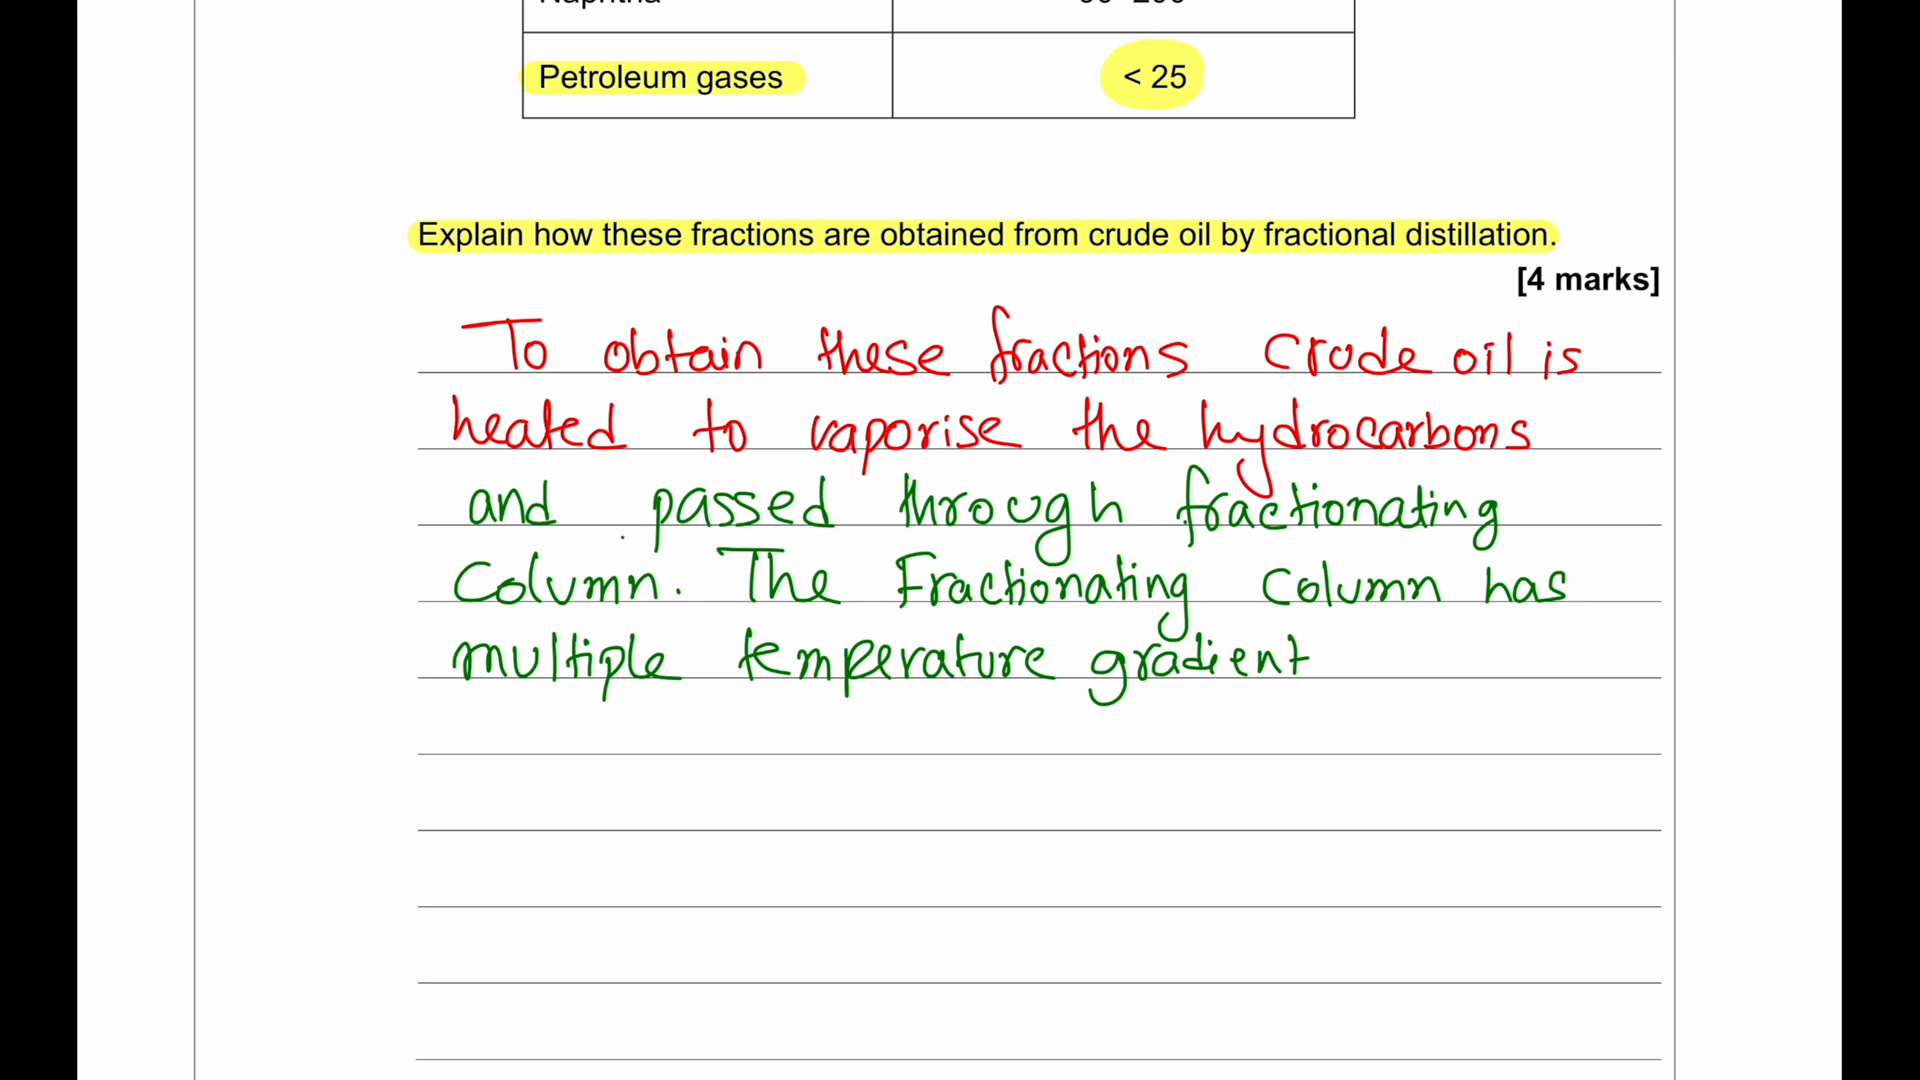 Petroleum gases < 25
Explain how these fractions are obtained from crude oil by fractional distillation.
[4 marks]
To obtain these fractions Crude oil is
heated to vaporise the hydrocarbons
and passed through fractionating
Column. The Fractionating Column has
multiple temperature gradient